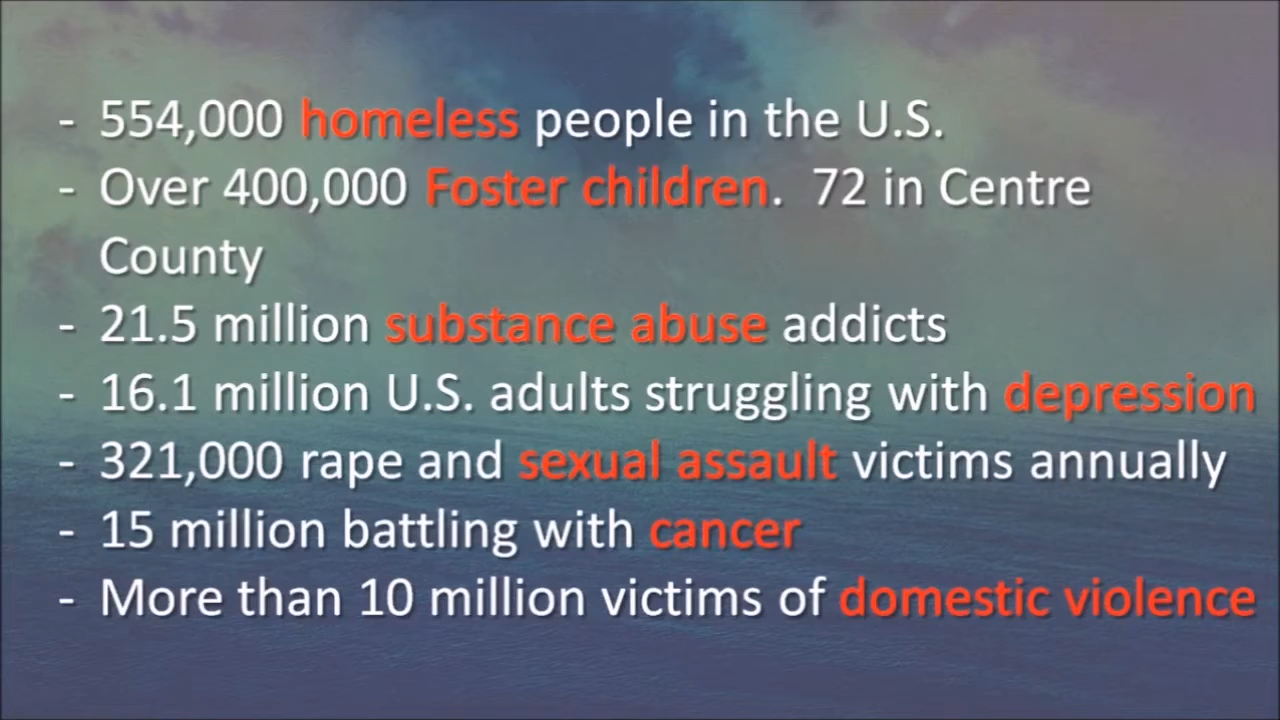 - 554,000 homeless people in the U.S.
- Over 400,000 Foster children.  72 in Centre
County
- 21.5 million substance abuse addicts
- 16.1 million U.S. adults struggling with depression
- 321,000 rape and sexual assault victims annually
- 15 million battling with cancer
- More than 10 million victims of domestic violence